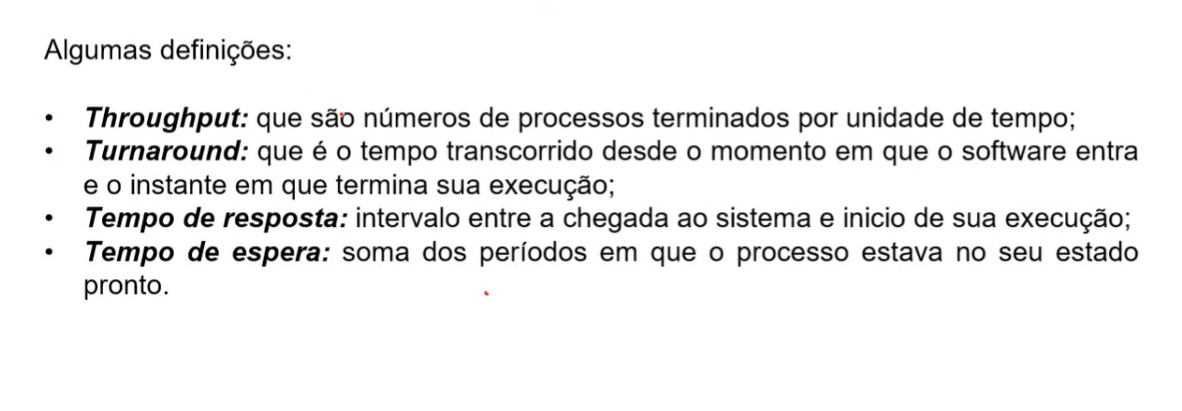 Algumas definições:
• Throughput: que são números de processos terminados por unidade de tempo;
• Turnaround: que é o tempo transcorrido desde o momento em que o software entra
e o instante em que termina sua execução;
• Tempo de resposta: intervalo entre a chegada ao sistema e inicio de sua execução;
• Tempo de espera: soma dos períodos em que o processo estava no seu estado
pronto.